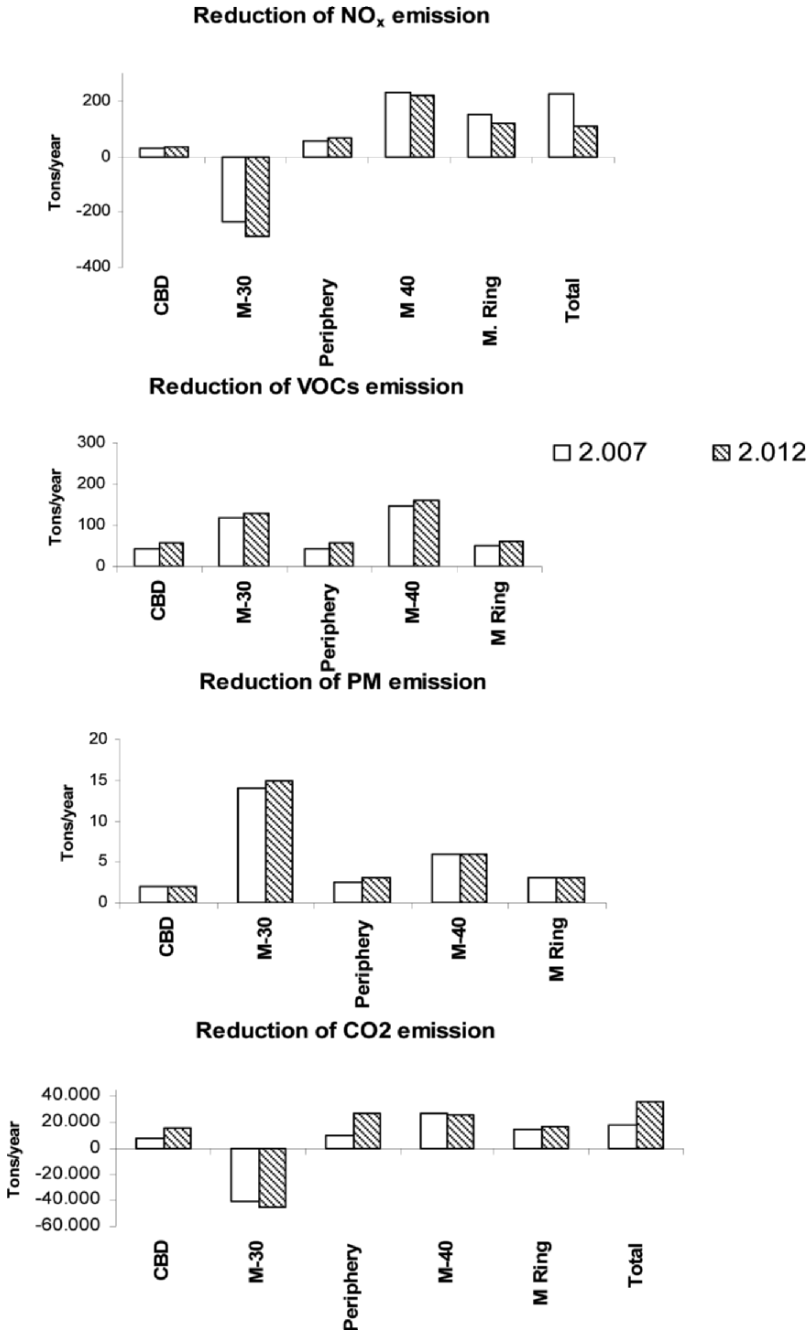 Reduction of NOₓ emission
Tons/year
200
0
-200
-400
CBD
M-30
Periphery
M 40
M. Ring
Total
Reduction of VOCs emission
Tons/year
300
200
100
0
CBD
M-30
Periphery
M-40
M Ring
2.007
2.012
Reduction of PM emission
Tons/year
20
15
10
5
0
CBD
M-30
Periphery
M-40
M Ring
Reduction of CO2 emission
Tons/year
40.000
20.000
0
-20.000
-40.000
-60.000
CBD
M-30
Periphery
M-40
M Ring
Total